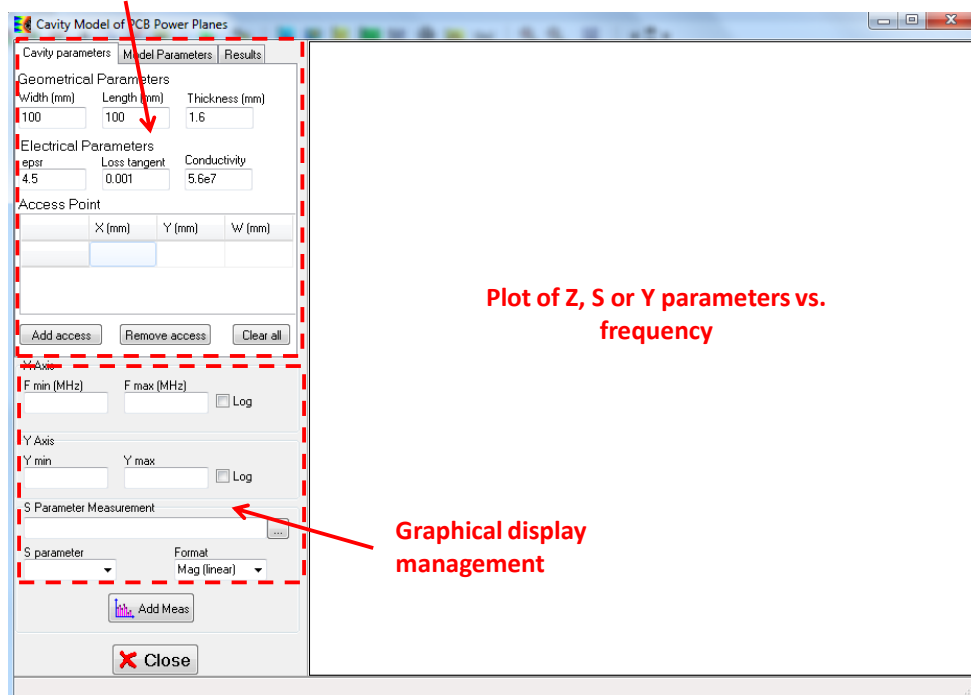 Cavity Model of PCB Power Planes
Cavity parameters Model Parameters Results
Geometrical Parameters
Width (mm) Length (mm) Thickness (mm)
100 100 1.6
Electrical Parameters
epsr Loss tangent Conductivity
4.5 0.001 5.6e7
Access Point
X (mm) Y (mm) W (mm)
Add access Remove access Clear all
X Axis
F min (MHz) F max (MHz)
Log
Y Axis
Y min Y max
Log
S Parameter Measurement
...
S parameter Format
Mag (linear)
Add Meas
Close
Plot of Z, S or Y parameters vs.
frequency
Graphical display
management